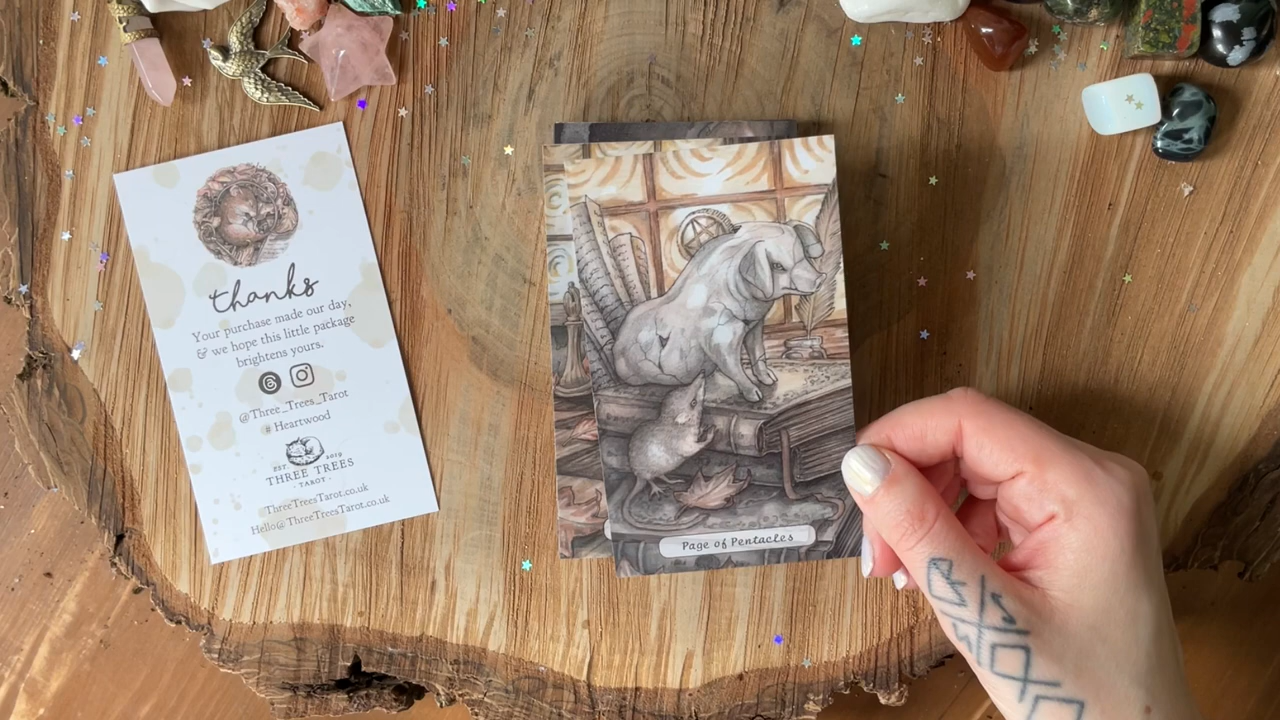 thanks
Your purchase made our day,
& we hope this little package
brightens yours.
@Three_Trees_Tarot
# Heartwood
EST. 2019
THREE TREES
· TAROT ·
ThreeTreesTarot.co.uk
Hello@ThreeTreesTarot.co.uk
Page of Pentacles